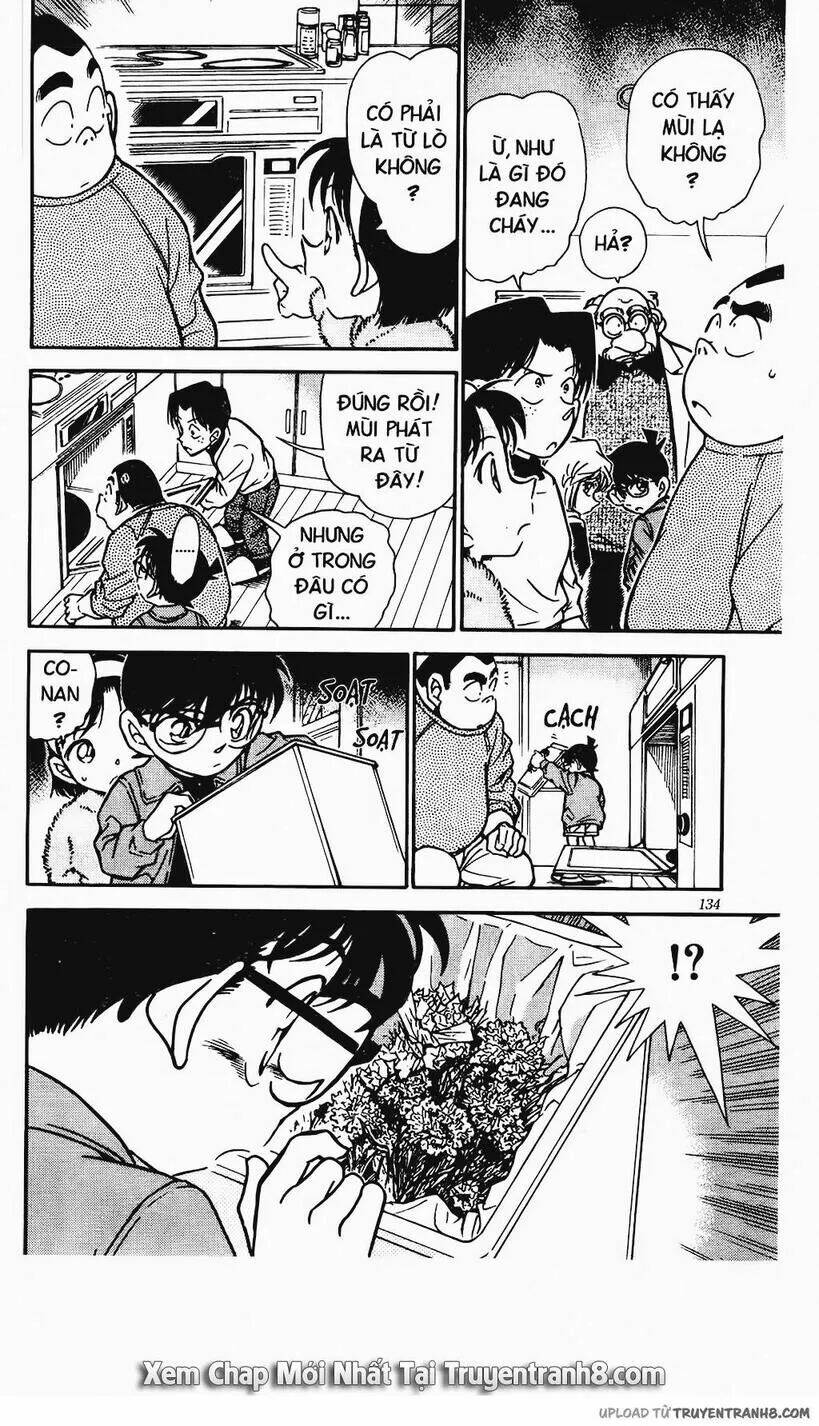 CÓ THẤY
MÙI LẠ
KHÔNG
?
Ừ, NHƯ
LÀ GÌ ĐÓ
ĐANG
CHÁY...
HẢ?
CÓ PHẢI
LÀ TỪ LÒ
KHÔNG
?
ĐÚNG RỒI!
MÙI PHÁT
RA TỪ
ĐÂY!
NHƯNG
Ở TRONG
ĐÂU CÓ
GÌ...
......
CẠCH
SOẠT
SOẠT
CO-
NAN
?
134
!?
Xem Chap Mới Nhất Tại Truyentranh8.com
UPLOAD TỪ TRUYENTRANH8.COM